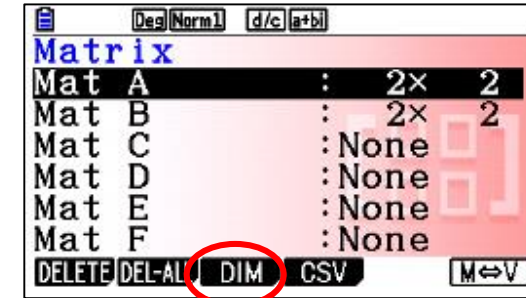 Deg Norm1 d/c a+bi
Matrix
Mat A : 2× 2
Mat B : 2× 2
Mat C :None
Mat D :None
Mat E :None
Mat F :None
DELETE DEL-ALL DIM CSV M⇔V